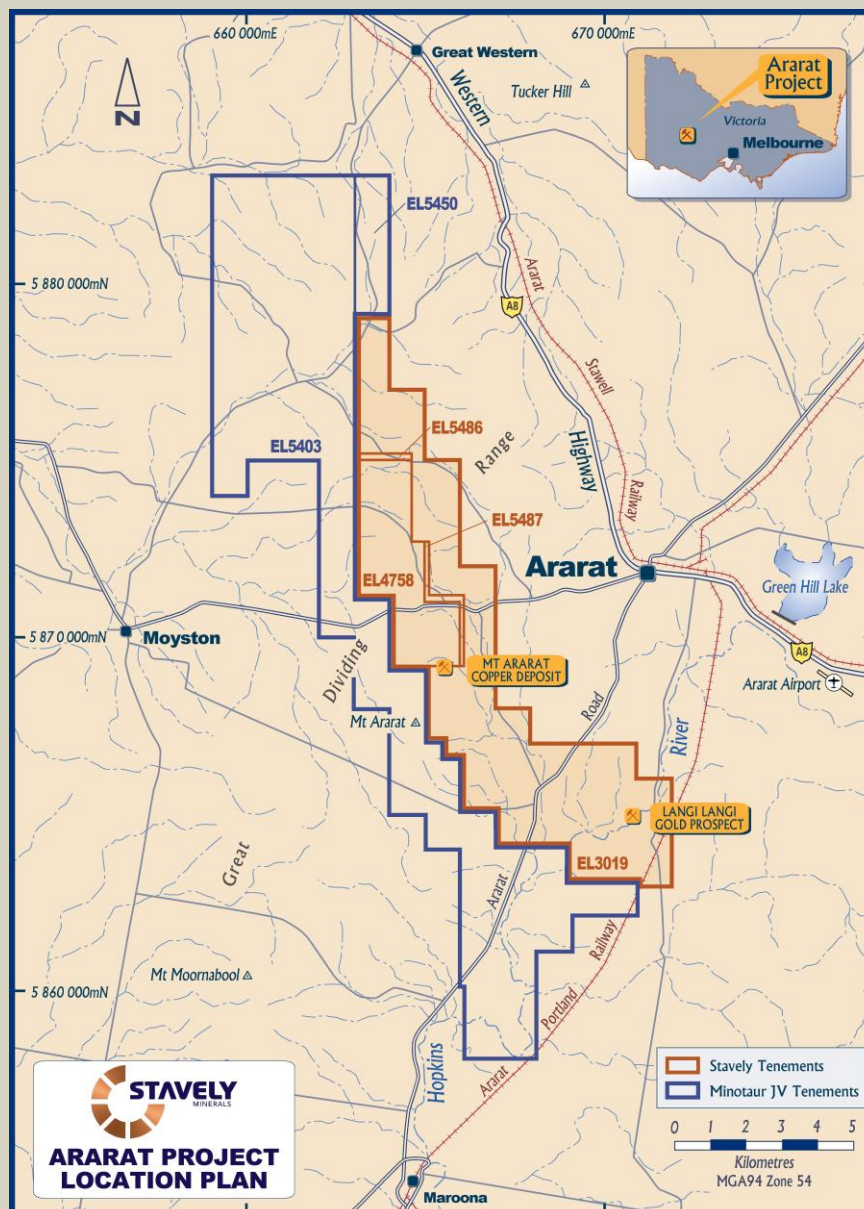 660 000mE
670 000mE
Great Western
N
Western
Tucker Hill
Ararat
Project
Victoria
Melbourne
EL5450
5 880 000mN
A8
Ararat
Stawell
Railway
Highway
EL5486
Range
EL5403
EL5487
Ararat
EL4758
Green Hill Lake
5 870 000mN
Moyston
A8
MT ARARAT
COPPER DEPOSIT
Dividing
Ararat Airport
Mt Ararat
Road
River
LANGI LANGI
GOLD PROSPECT
Great
EL3019
Ararat
Railway
Mt Moornabool
5 860 000mN
Portland
Hopkins
Ararat
Stavely Tenements
Minotaur JV Tenements
STAVELY
MINERALS
0 1 2 3 4 5
Kilometres
MGA94 Zone 54
ARARAT PROJECT
LOCATION PLAN
Maroona